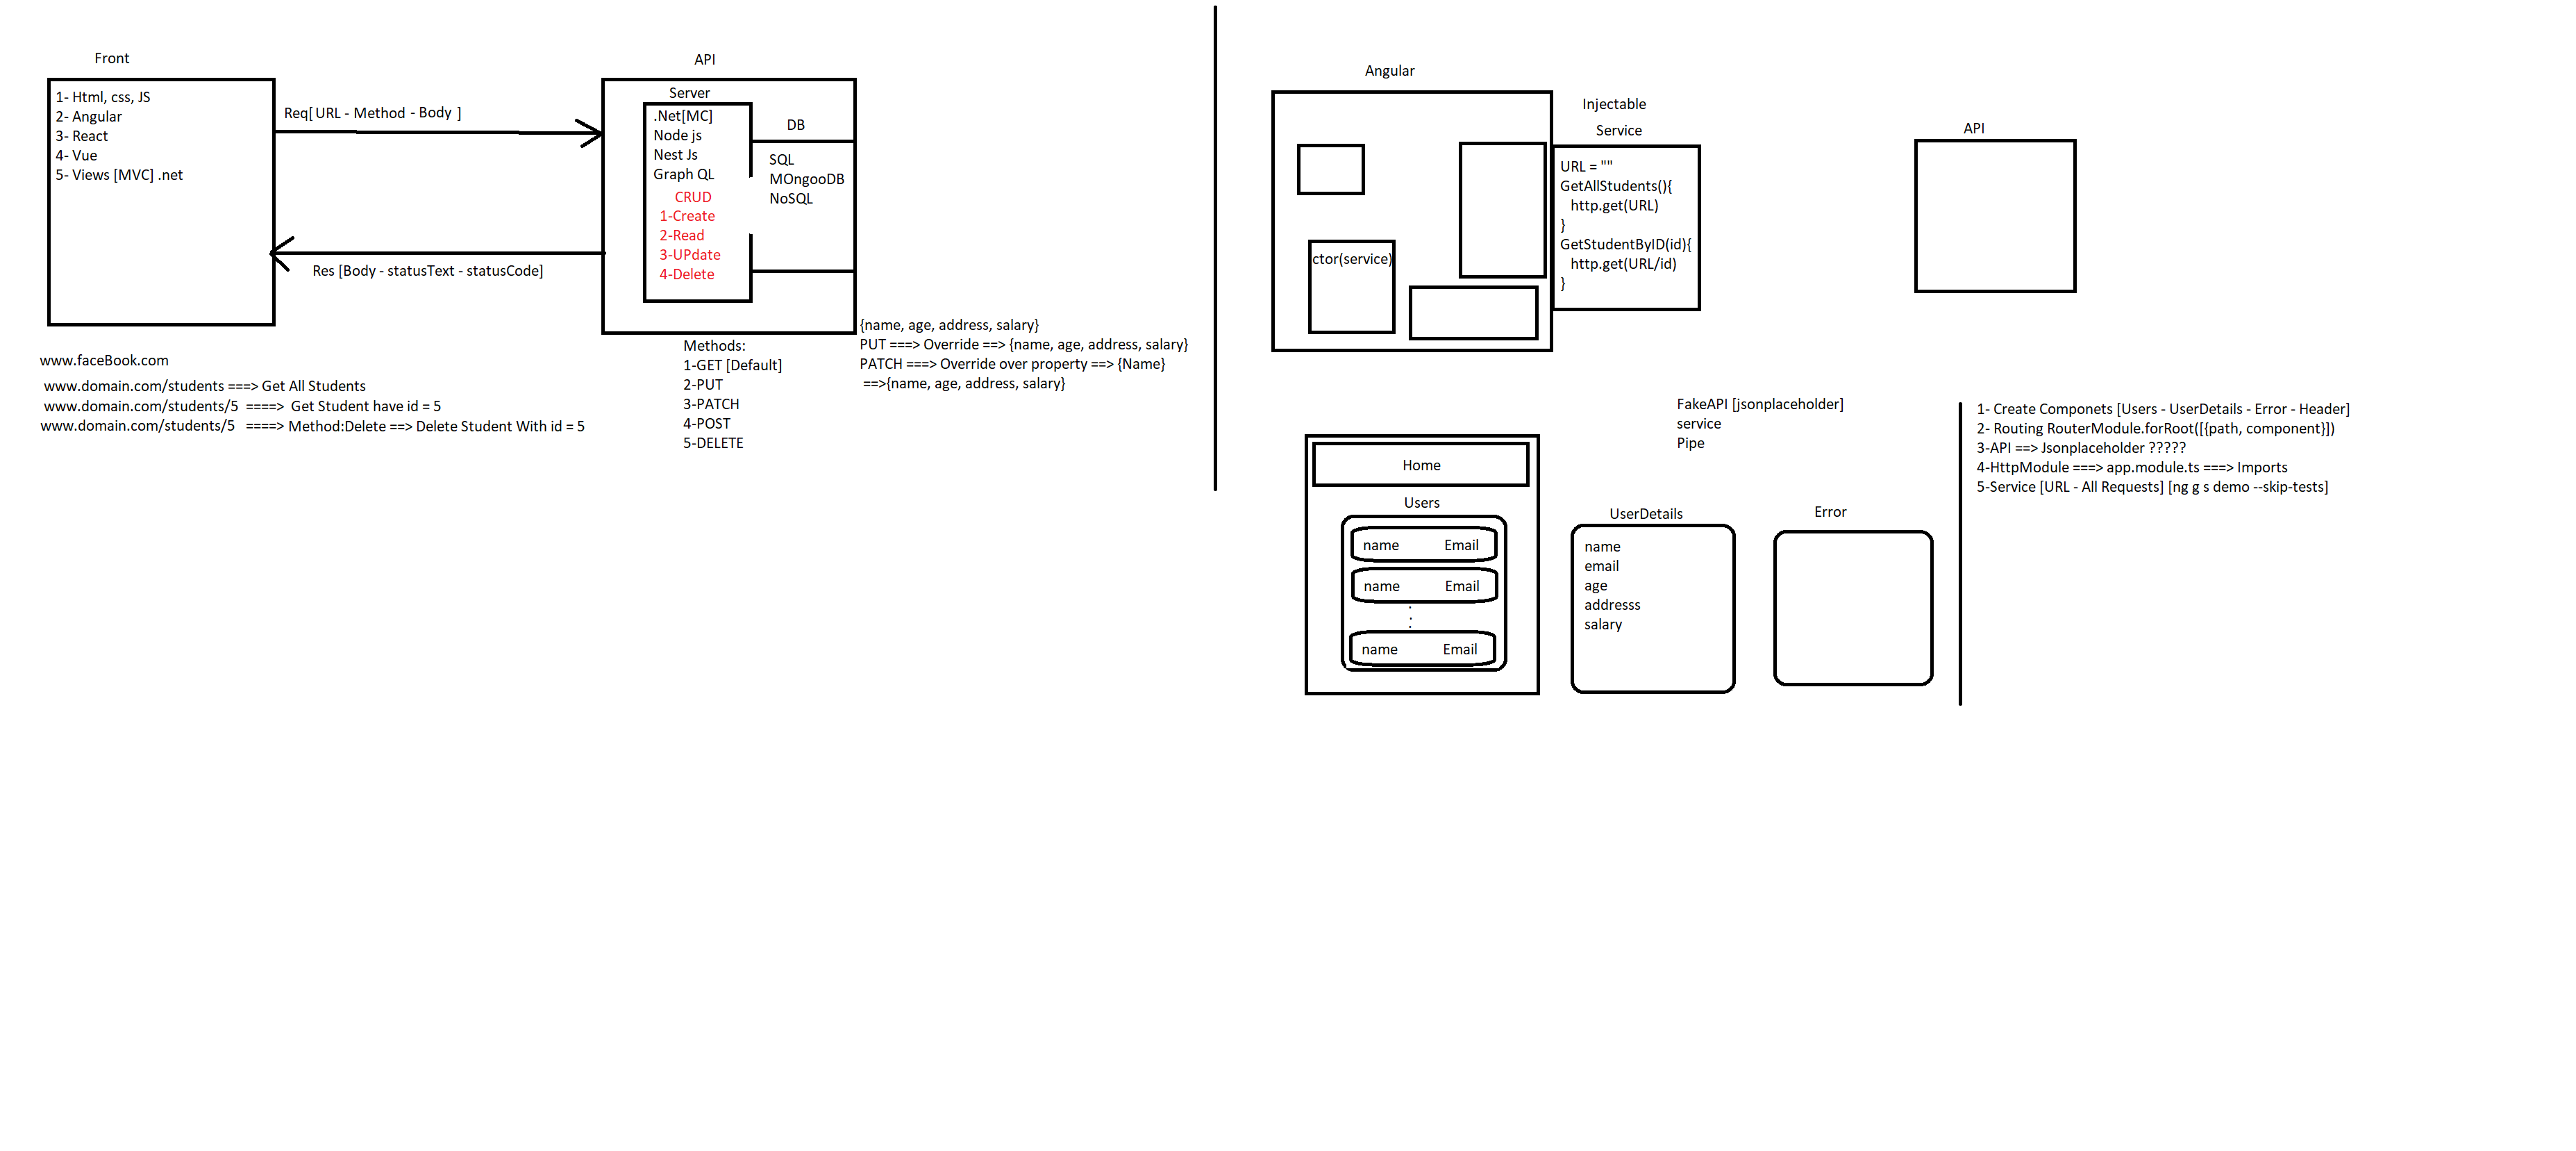 Front
1- Html, css, JS
2- Angular
3- React
4- Vue
5- Views [MVC] .net
Req[ URL - Method - Body ]
Res [Body - statusText - statusCode]
API
Server
.Net[MC]
Node js
Nest Js
Graph QL
CRUD
1-Create
2-Read
3-UPdate
4-Delete
DB
SQL
MOngooDB
NoSQL
www.faceBook.com
www.domain.com/students ===> Get All Students
www.domain.com/students/5 ====> Get Student have id = 5
www.domain.com/students/5 ====> Method:Delete ==> Delete Student With id = 5
Methods:
1-GET [Default]
2-PUT
3-PATCH
4-POST
5-DELETE
{name, age, address, salary}
PUT ===> Override ==> {name, age, address, salary}
PATCH ===> Override over property ==> {Name}
==>{name, age, address, salary}
Angular
ctor(service)
Injectable
Service
URL = ""
GetAllStudents(){
http.get(URL)
}
GetStudentByID(id){
http.get(URL/id)
}
API
FakeAPI [jsonplaceholder]
service
Pipe
Home
Users
name Email
name Email
:
name Email
UserDetails
name
email
age
addresss
salary
Error
1- Create Componets [Users - UserDetails - Error - Header]
2- Routing RouterModule.forRoot([{path, component}])
3-API ==> Jsonplaceholder ?????
4-HttpModule ===> app.module.ts ===> Imports
5-Service [URL - All Requests] [ng g s demo --skip-tests]